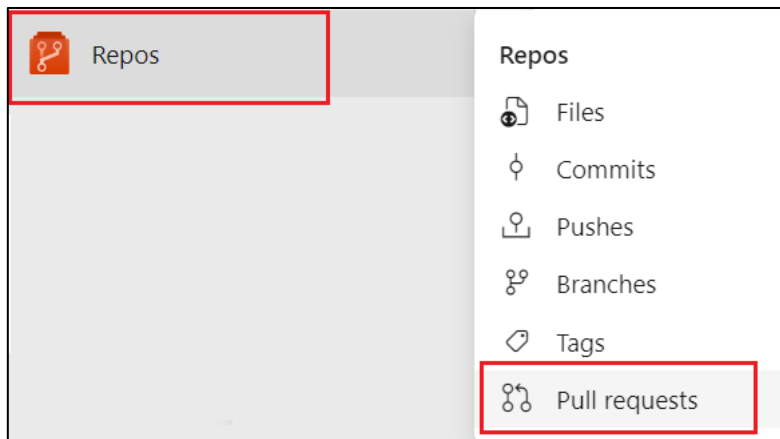 Repos
Repos
Files
Commits
Pushes
Branches
Tags
Pull requests